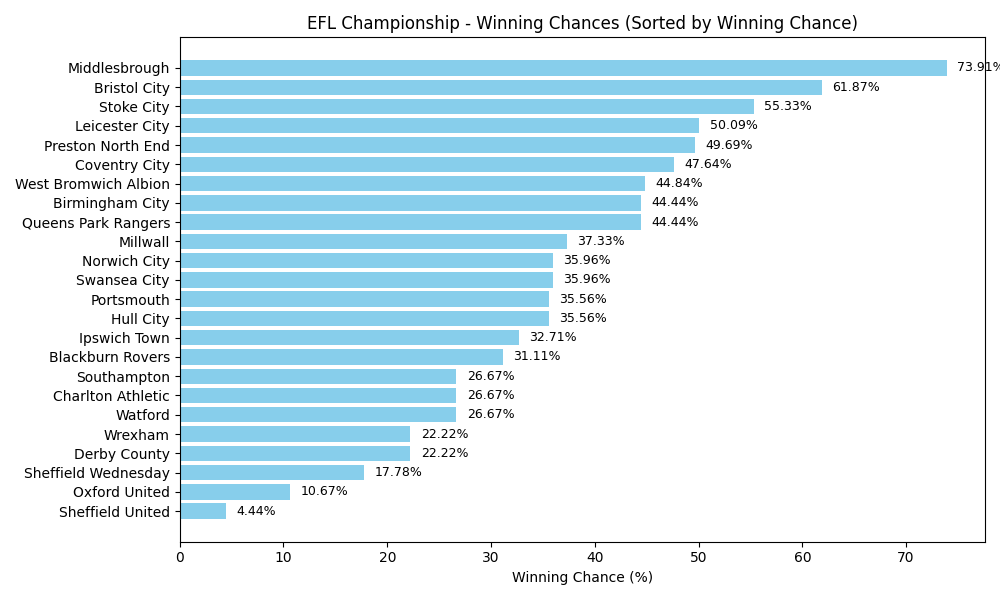 EFL Championship - Winning Chances (Sorted by Winning Chance)
Middlesbrough 73.91%
Bristol City 61.87%
Stoke City 55.33%
Leicester City 50.09%
Preston North End 49.69%
Coventry City 47.64%
West Bromwich Albion 44.84%
Birmingham City 44.44%
Queens Park Rangers 44.44%
Millwall 37.33%
Norwich City 35.96%
Swansea City 35.96%
Portsmouth 35.56%
Hull City 35.56%
Ipswich Town 32.71%
Blackburn Rovers 31.11%
Southampton 26.67%
Charlton Athletic 26.67%
Watford 26.67%
Wrexham 22.22%
Derby County 22.22%
Sheffield Wednesday 17.78%
Oxford United 10.67%
Sheffield United 4.44%
0 10 20 30 40 50 60 70
Winning Chance (%)